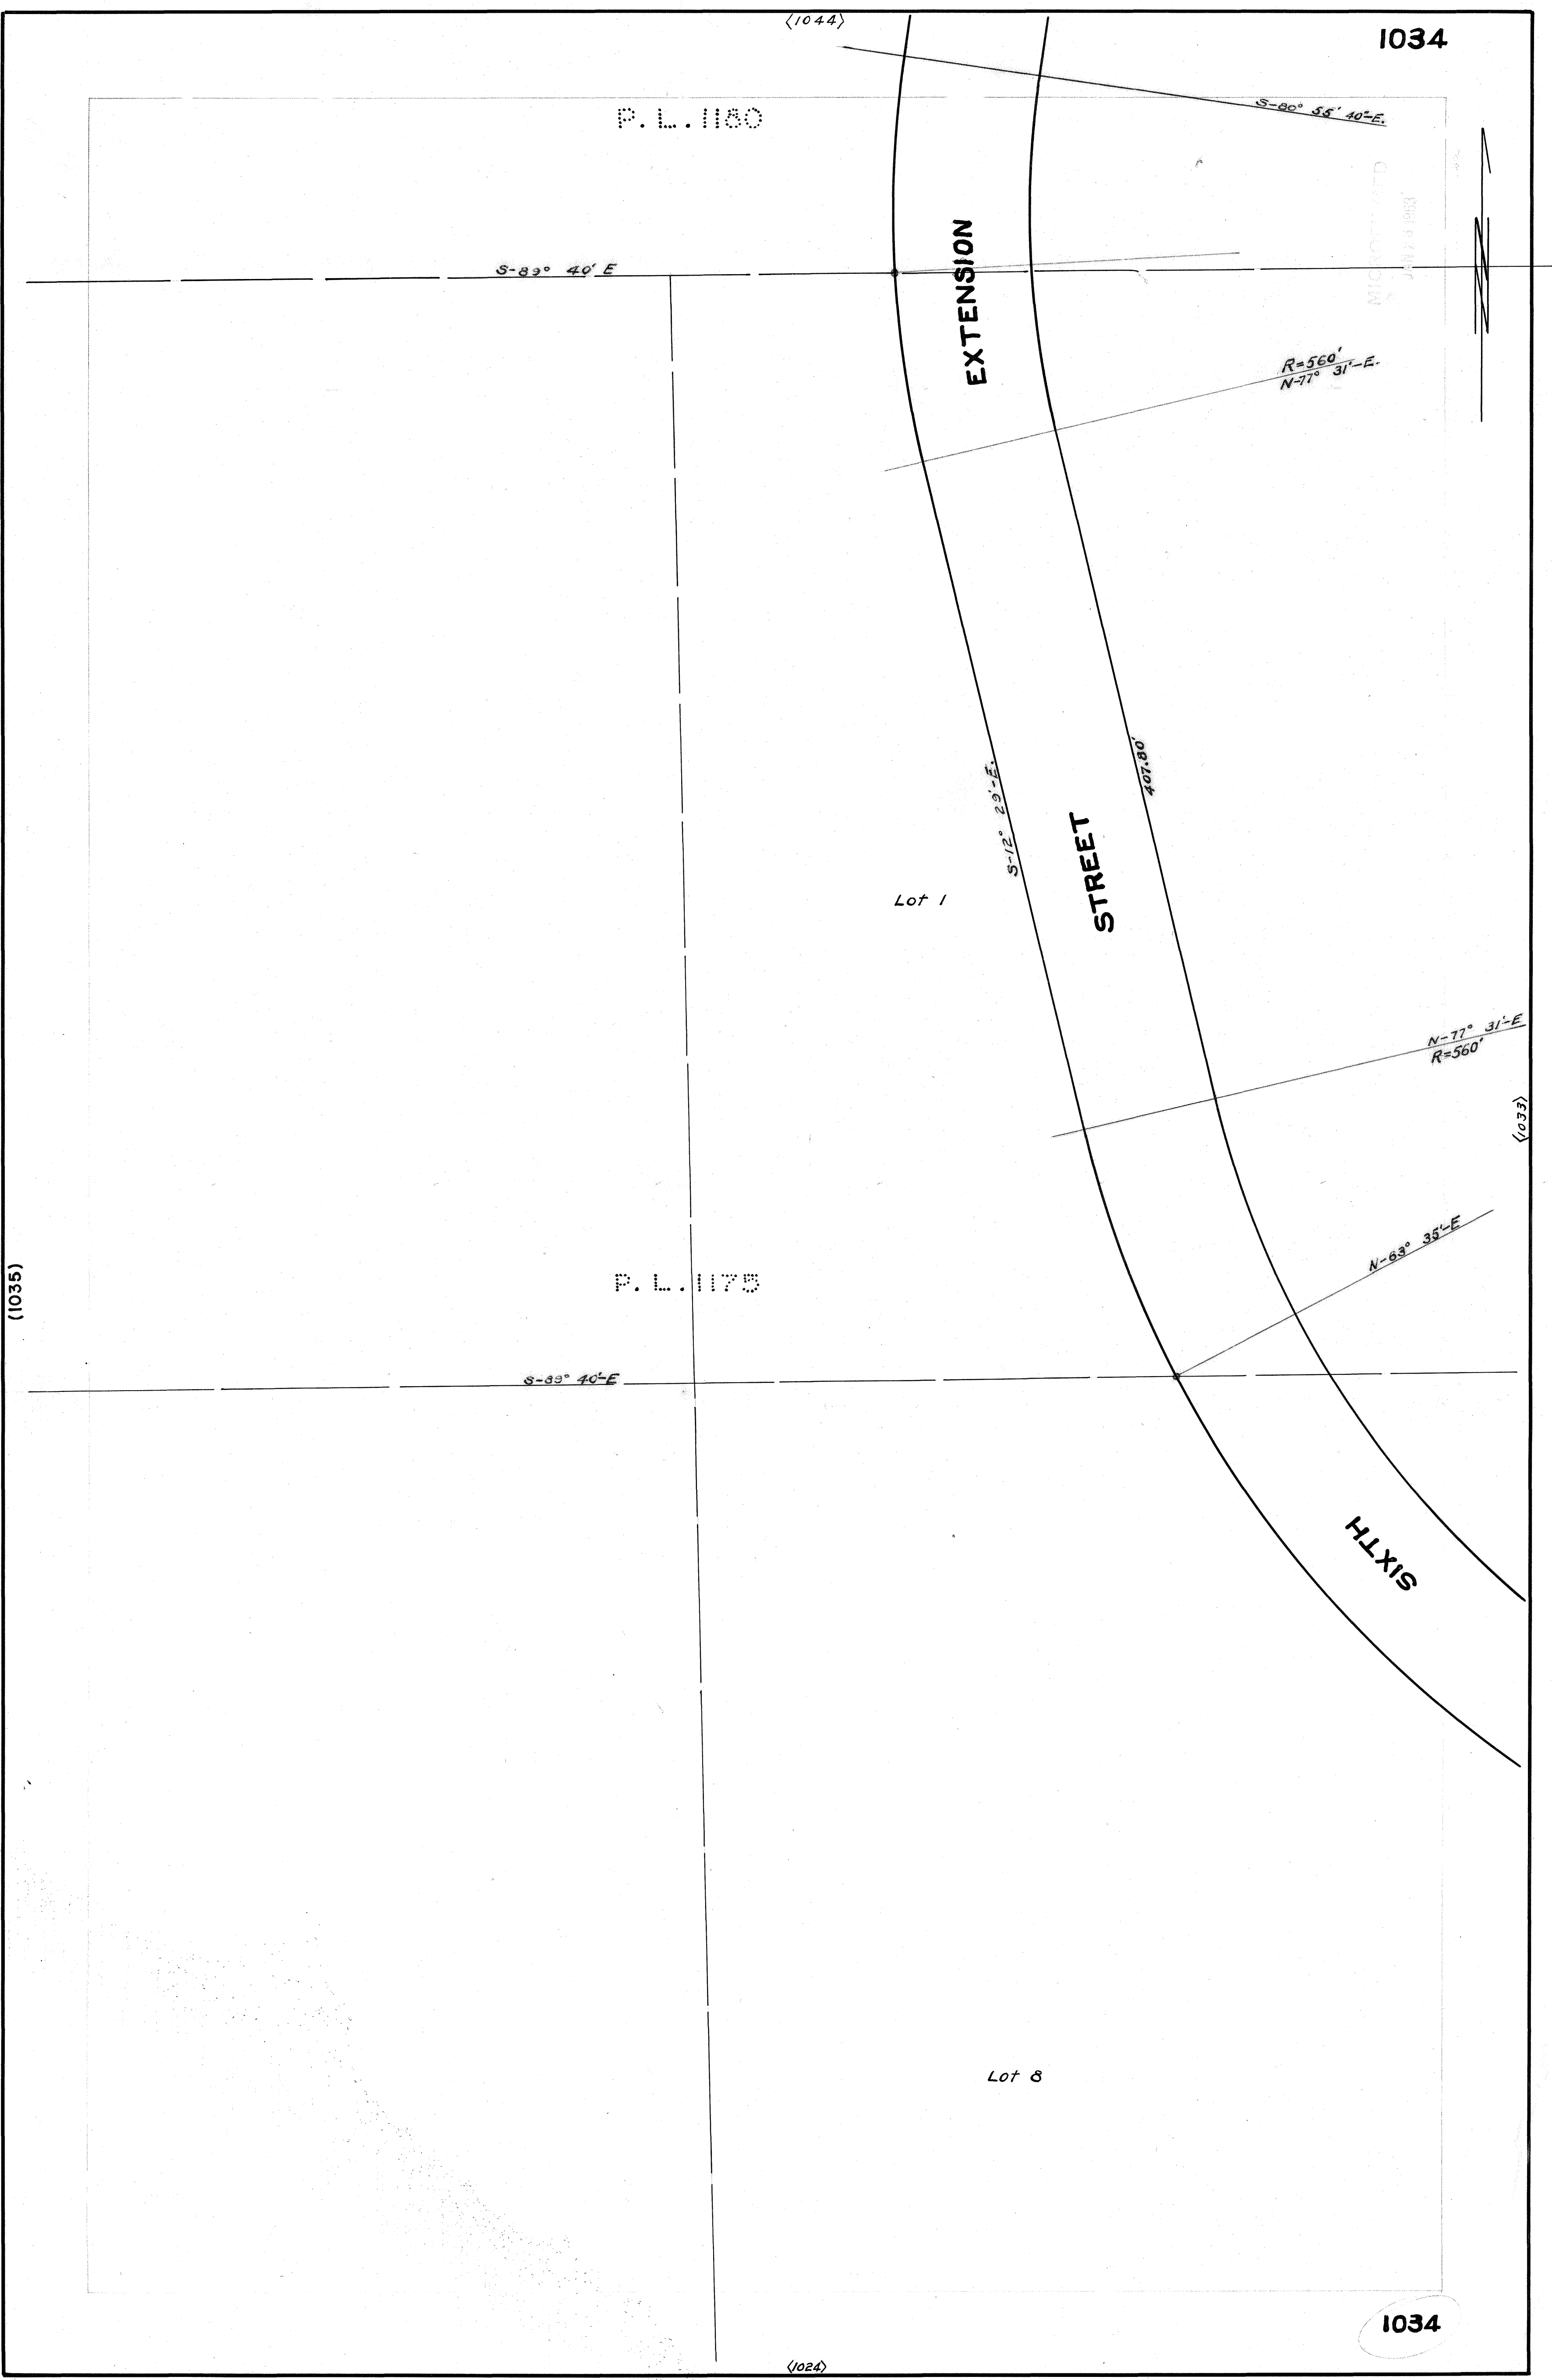 ⟨1044⟩
1034
S-80° 55' 40"-E.
P. L. 1180
S-89° 40' E
EXTENSION
R=560'
N-77° 31'-E.
407.80'
S-12° 29'-E.
STREET
Lot 1
N-77° 31'-E
R=560'
⟨1033⟩
N-63° 35'-E
(1035)
P. L. 1175
S-89° 40'-E
SIXTH
Lot 8
1034
⟨1024⟩